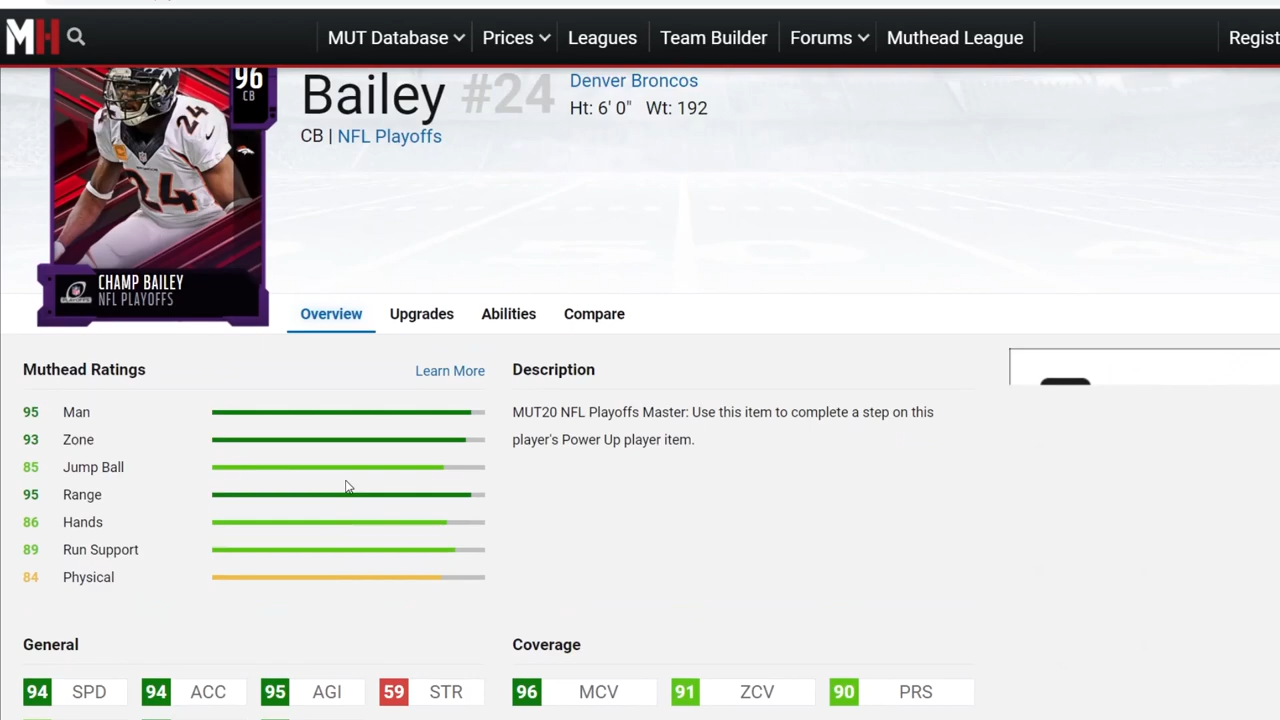 MH MUT Database Prices Leagues Team Builder Forums Muthead League Regist
96
CB
24
24
CHAMP BAILEY
NFL PLAYOFFS
Bailey #24
CB | NFL Playoffs
Denver Broncos
Ht: 6' 0" Wt: 192
Overview Upgrades Abilities Compare
Muthead Ratings Learn More
95 Man
93 Zone
85 Jump Ball
95 Range
86 Hands
89 Run Support
84 Physical
Description
MUT20 NFL Playoffs Master: Use this item to complete a step on this
player's Power Up player item.
General
94 SPD 94 ACC 95 AGI 59 STR
Coverage
96 MCV 91 ZCV 90 PRS